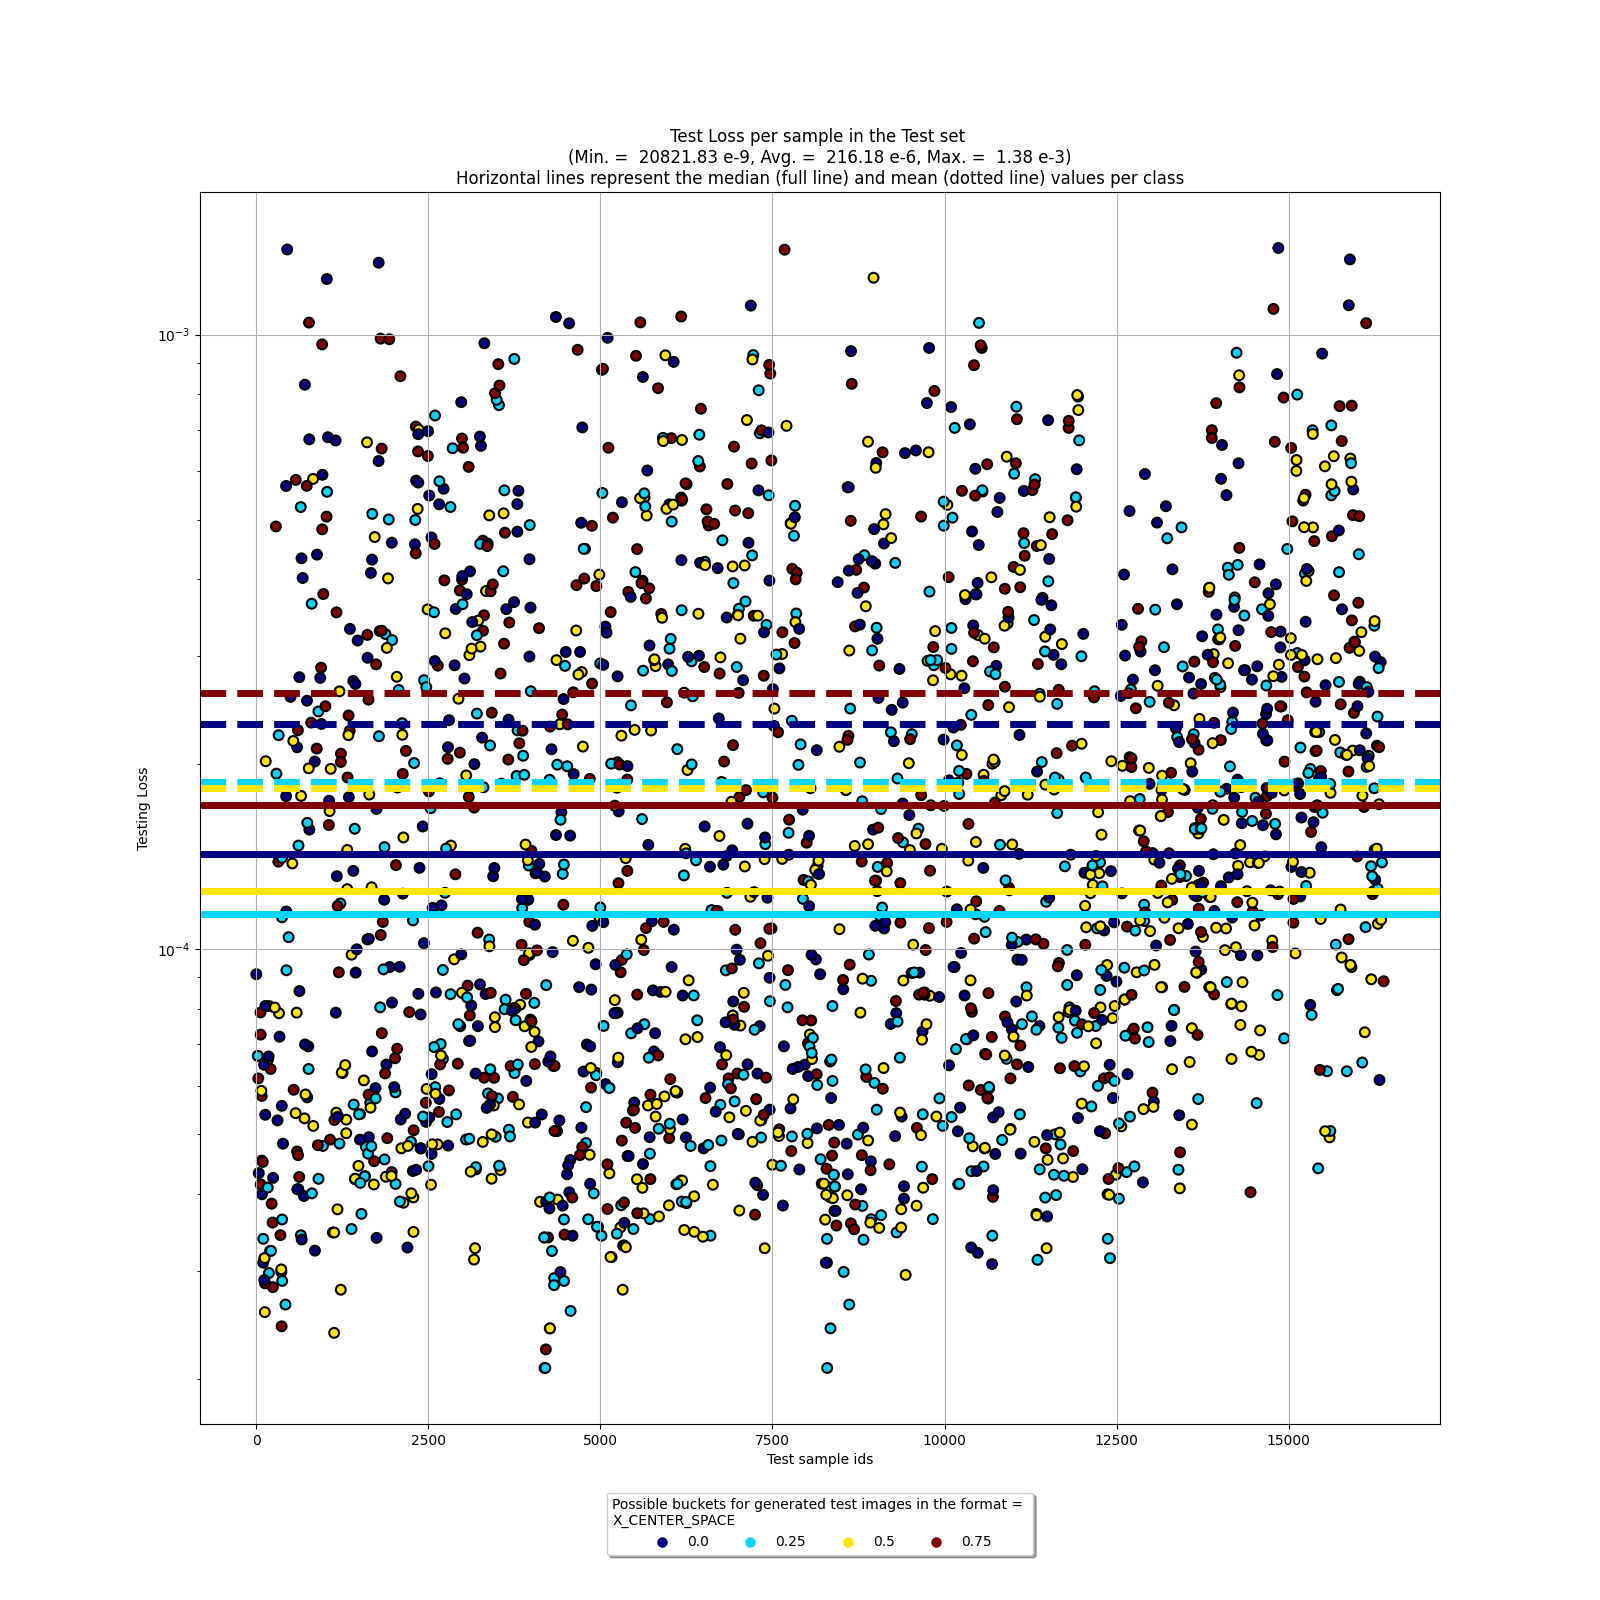 Test Loss per sample in the Test set
(Min. =  20821.83 e-9, Avg. =  216.18 e-6, Max. =  1.38 e-3)
Horizontal lines represent the median (full line) and mean (dotted line) values per class
Testing Loss
10⁻³
10⁻⁴
0 2500 5000 7500 10000 12500 15000
Test sample ids
Possible buckets for generated test images in the format =
X_CENTER_SPACE
0.0 0.25 0.5 0.75